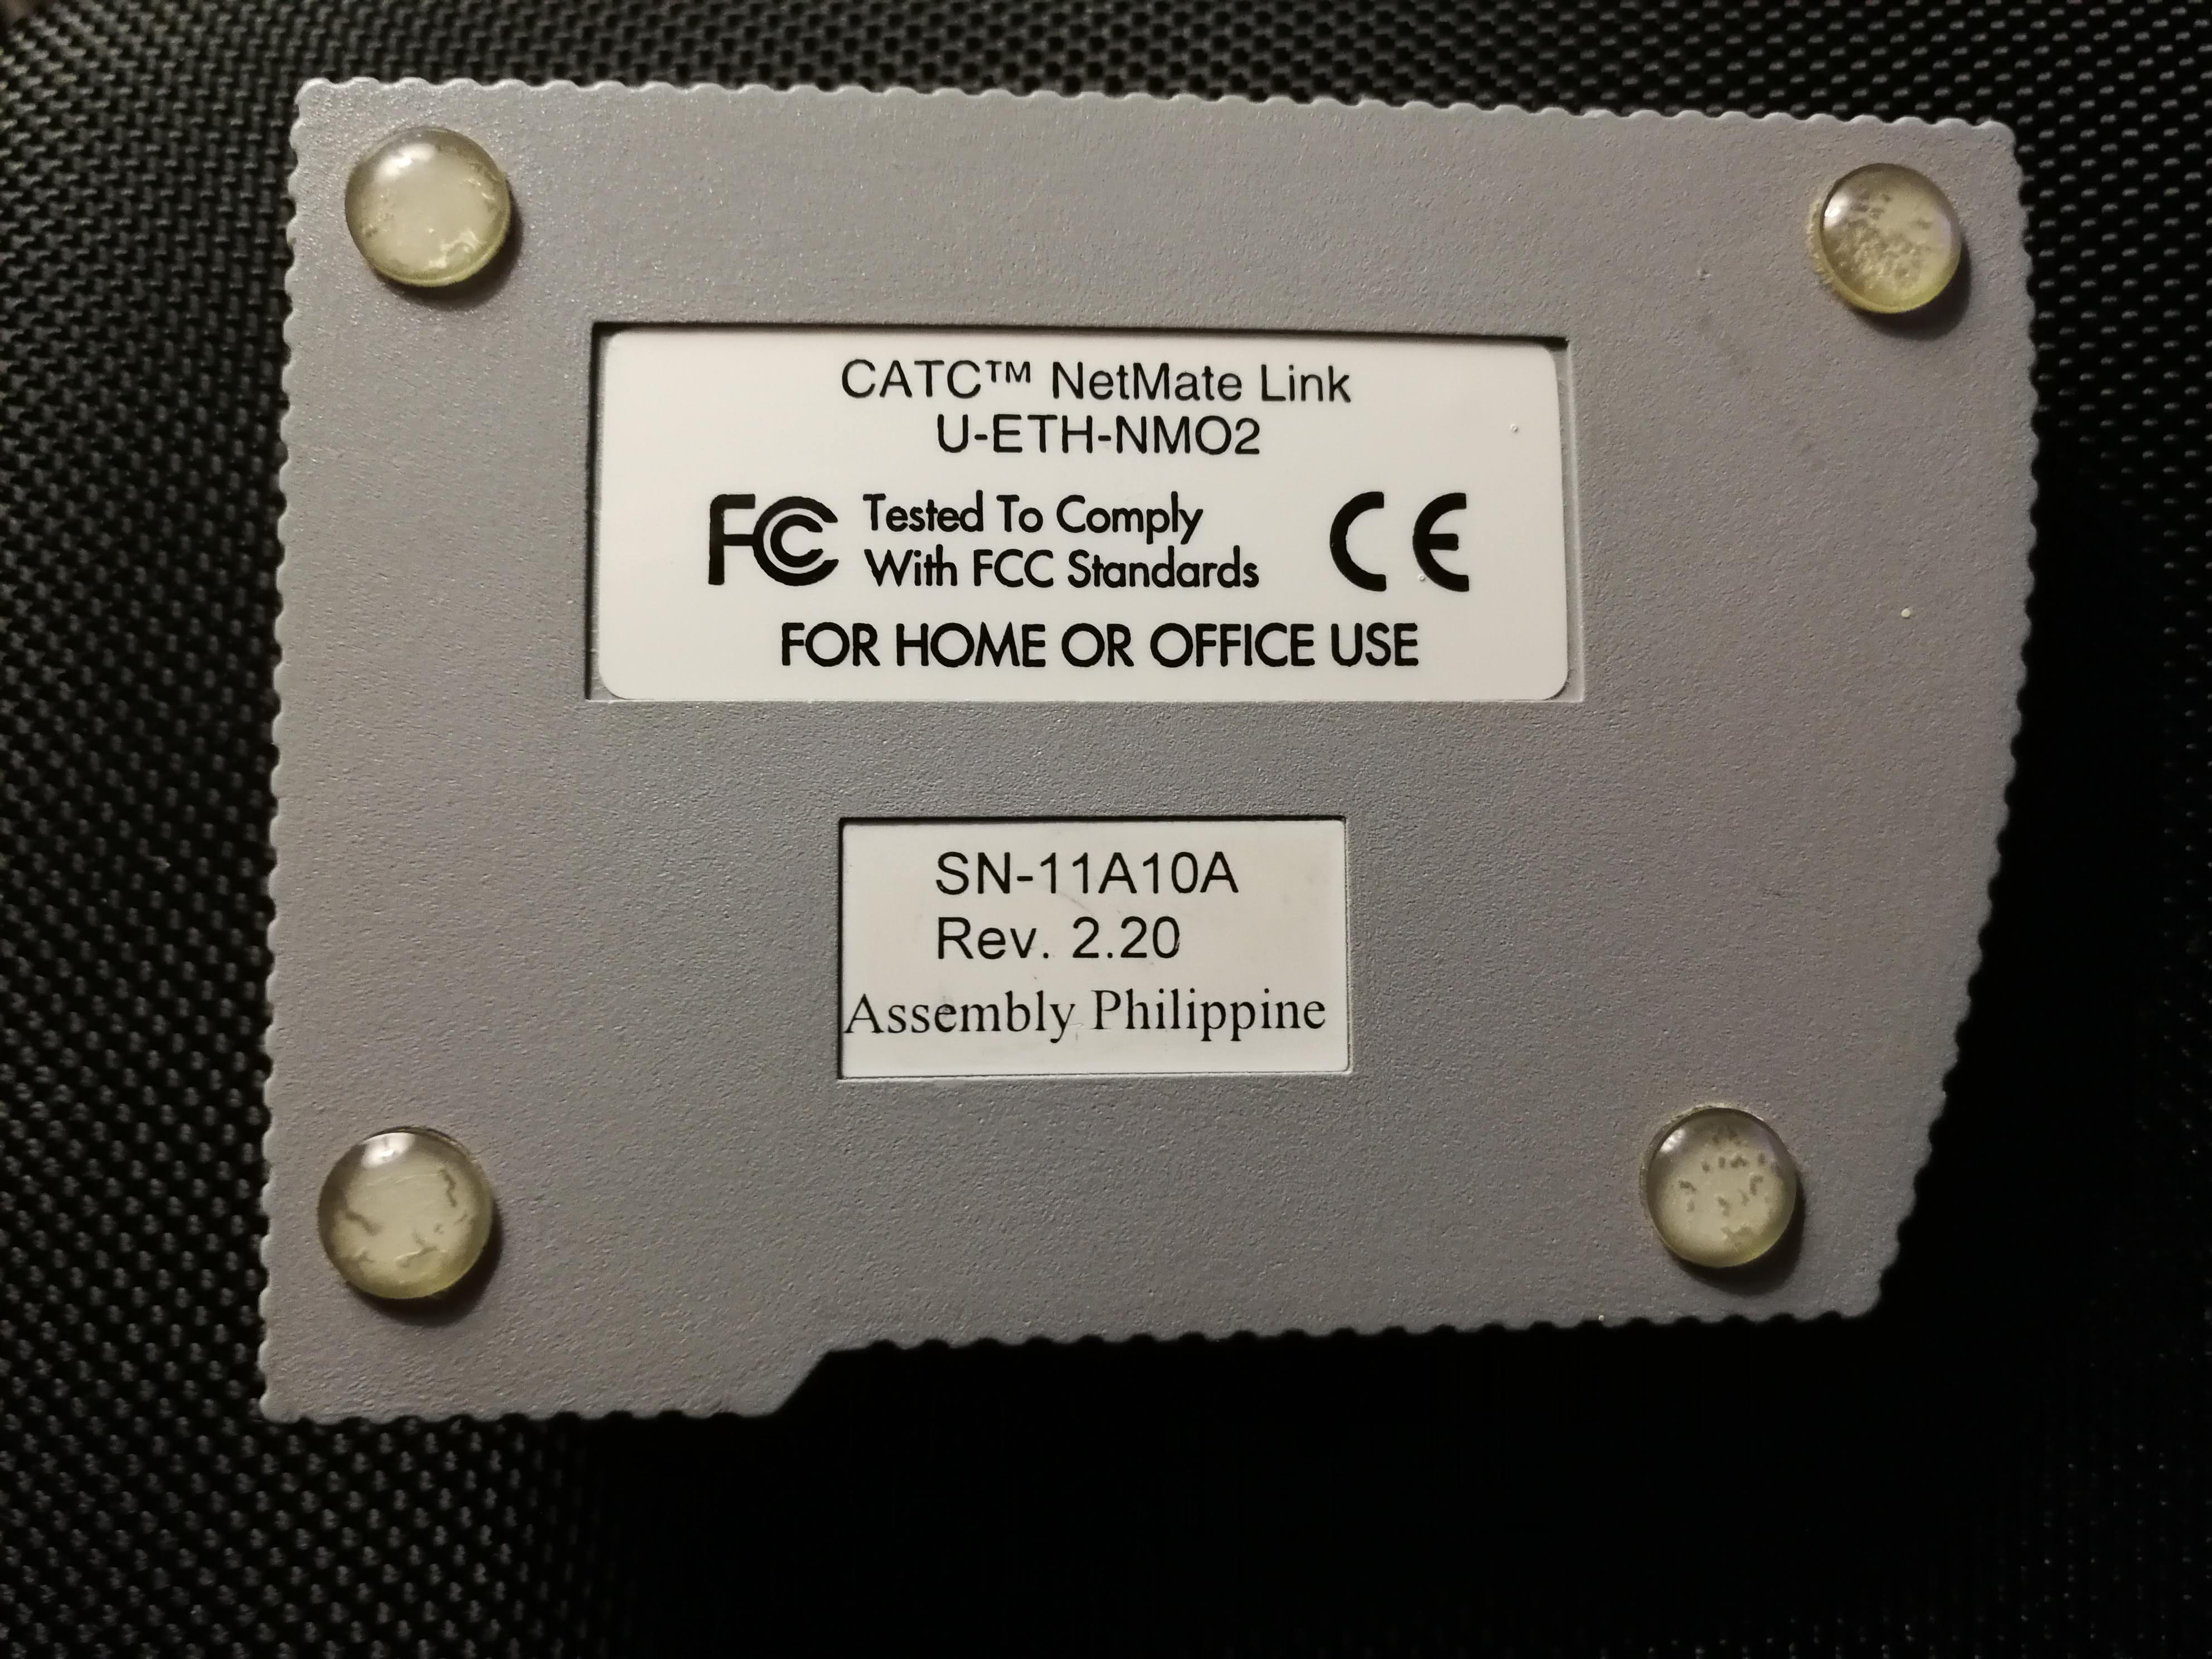 CATC™ NetMate Link
U-ETH-NMO2
FC Tested To Comply
With FCC Standards CE
FOR HOME OR OFFICE USE
SN-11A10A
Rev. 2.20
Assembly Philippine